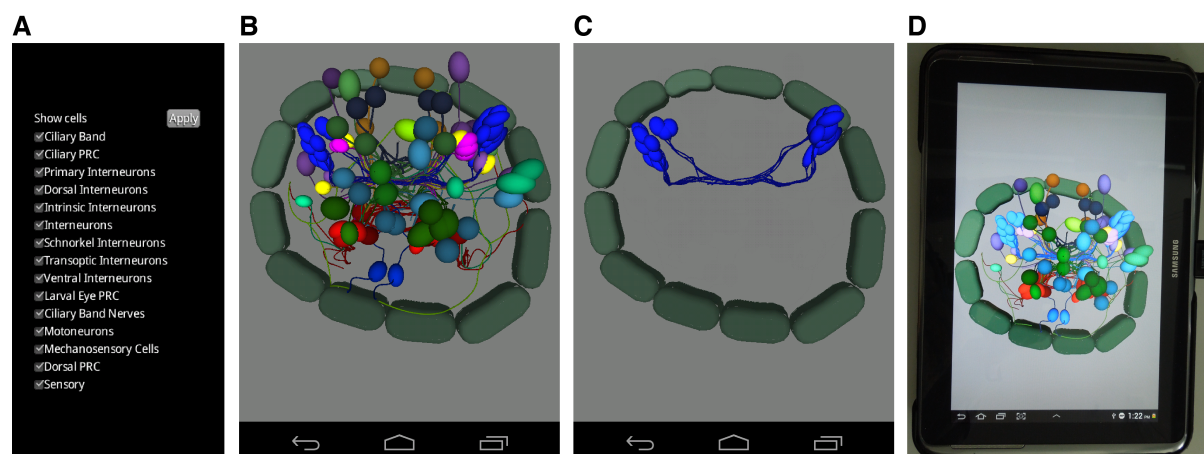 A
B
C
D
Show cells
Apply
Ciliary Band
Ciliary PRC
Primary Interneurons
Dorsal Interneurons
Intrinsic Interneurons
Interneurons
Schnorkel Interneurons
Transoptic Interneurons
Ventral Interneurons
Larval Eye PRC
Ciliary Band Nerves
Motoneurons
Mechanosensory Cells
Dorsal PRC
Sensory
SAMSUNG
1:22 PM